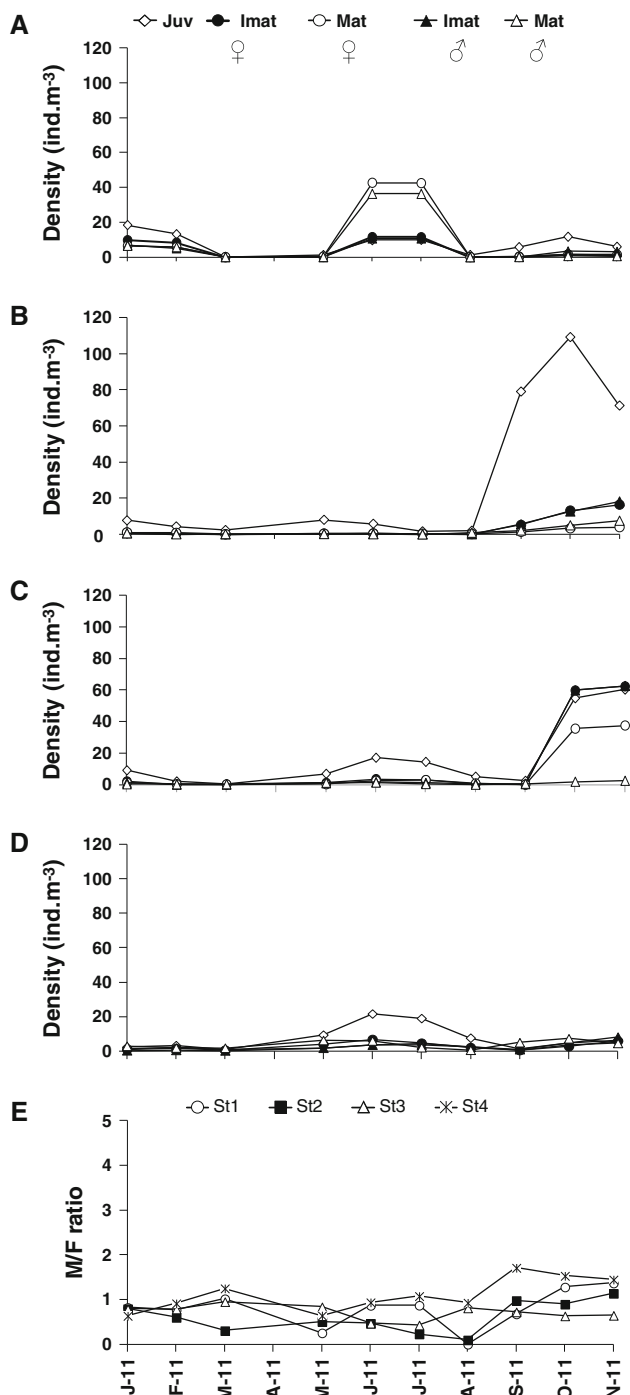 A
Juv Imat Mat Imat Mat
♀ ♀ ♂ ♂
Density (ind.m-3)
120
100
80
60
40
20
0
B
Density (ind.m-3)
120
100
80
60
40
20
0
C
Density (ind.m-3)
120
100
80
60
40
20
0
D
Density (ind.m-3)
120
100
80
60
40
20
0
E
St1 St2 St3 St4
M/F ratio
5
4
3
2
1
0
J-11 F-11 M-11 A-11 M-11 J-11 J-11 A-11 S-11 O-11 N-11